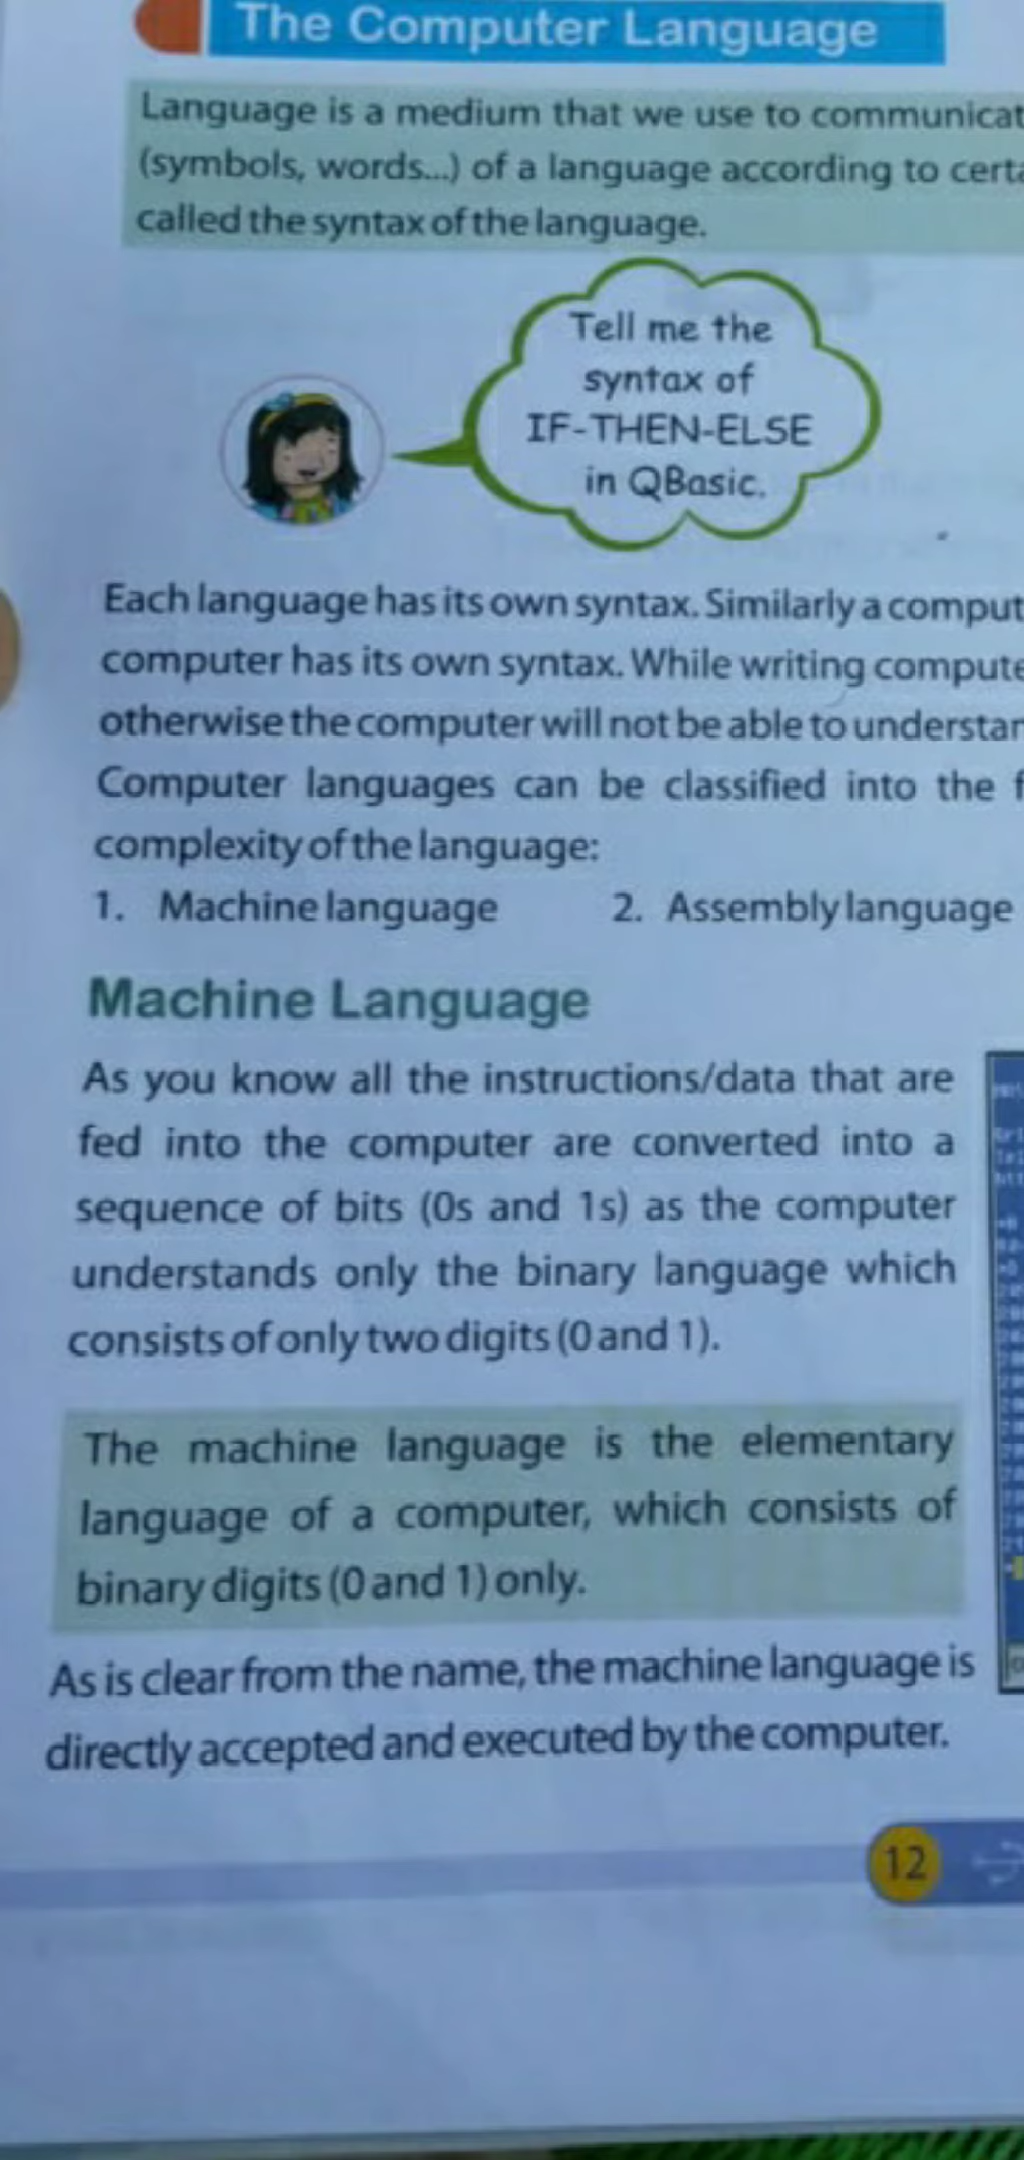 The Computer Language
Language is a medium that we use to communicat
(symbols, words...) of a language according to certa
called the syntax of the language.
Tell me the
syntax of
IF-THEN-ELSE
in QBasic.
Each language has its own syntax. Similarly a comput
computer has its own syntax. While writing compute
otherwise the computer will not be able to understan
Computer languages can be classified into the f
complexity of the language:
1. Machine language 2. Assembly language
Machine Language
As you know all the instructions/data that are
fed into the computer are converted into a
sequence of bits (0s and 1s) as the computer
understands only the binary language which
consists of only two digits (0 and 1).
The machine language is the elementary
language of a computer, which consists of
binary digits (0 and 1) only.
As is clear from the name, the machine language is
directly accepted and executed by the computer.
12